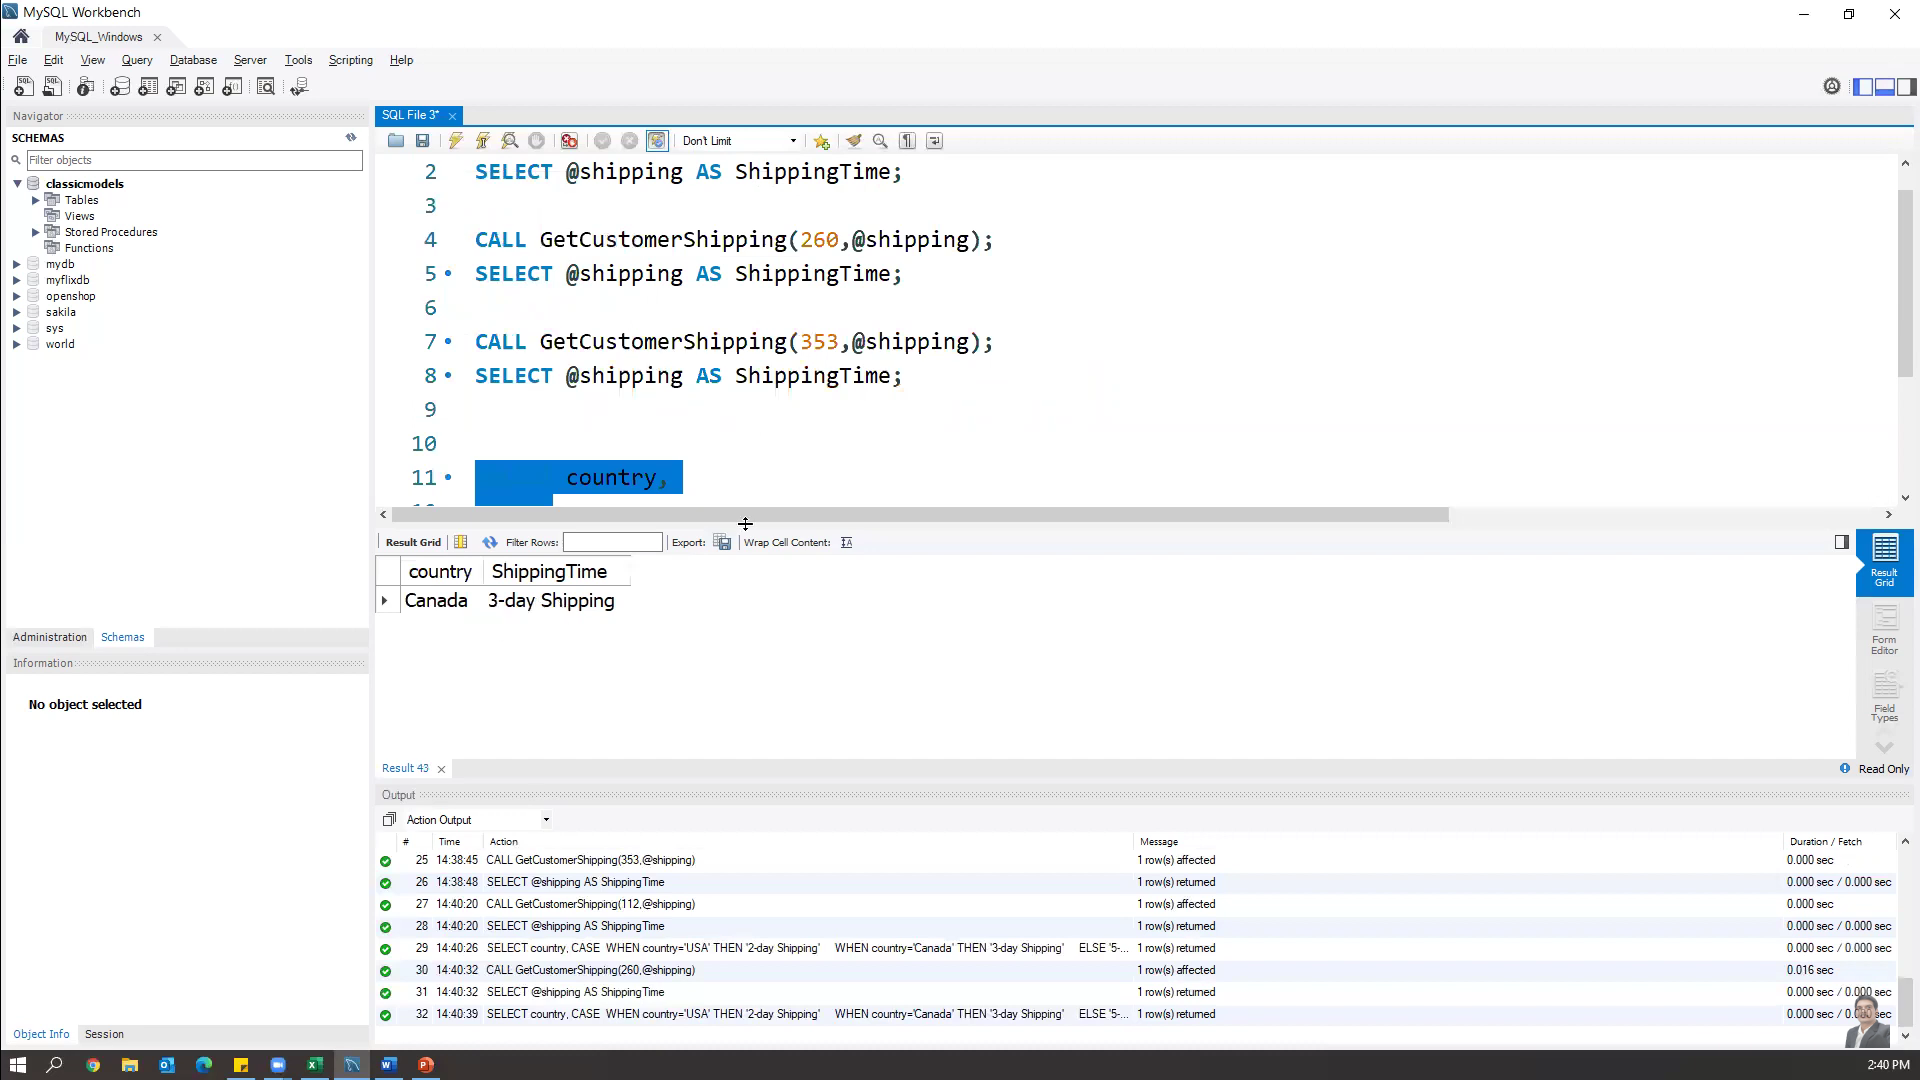 MySQL Workbench
MySQL_Windows
File Edit View Query Database Server Tools Scripting Help
Navigator
SCHEMAS
Filter objects
classicmodels
Tables
Views
Stored Procedures
Functions
mydb
myflixdb
openshop
sakila
sys
world
Administration Schemas
Information
No object selected
Object Info Session
SQL File 3*
Don't Limit
2 SELECT @shipping AS ShippingTime;
3
4 CALL GetCustomerShipping(260,@shipping);
5 SELECT @shipping AS ShippingTime;
6
7 CALL GetCustomerShipping(353,@shipping);
8 SELECT @shipping AS ShippingTime;
9
10
11 country,
Result Grid Filter Rows: Export: Wrap Cell Content:
country ShippingTime
Canada 3-day Shipping
Result Grid
Form Editor
Field Types
Result 43
Read Only
Output
Action Output
# Time Action Message Duration / Fetch
25 14:38:45 CALL GetCustomerShipping(353,@shipping) 1 row(s) affected 0.000 sec
26 14:38:48 SELECT @shipping AS ShippingTime 1 row(s) returned 0.000 sec / 0.000 sec
27 14:40:20 CALL GetCustomerShipping(112,@shipping) 1 row(s) affected 0.000 sec
28 14:40:20 SELECT @shipping AS ShippingTime 1 row(s) returned 0.000 sec / 0.000 sec
29 14:40:26 SELECT country, CASE WHEN country='USA' THEN '2-day Shipping' WHEN country='Canada' THEN '3-day Shipping' ELSE '5-... 1 row(s) returned 0.000 sec / 0.000 sec
30 14:40:32 CALL GetCustomerShipping(260,@shipping) 1 row(s) affected 0.016 sec
31 14:40:32 SELECT @shipping AS ShippingTime 1 row(s) returned 0.000 sec / 0.000 sec
32 14:40:39 SELECT country, CASE WHEN country='USA' THEN '2-day Shipping' WHEN country='Canada' THEN '3-day Shipping' ELSE '5-... 1 row(s) returned 0.000 sec / 0.000 sec
2:40 PM